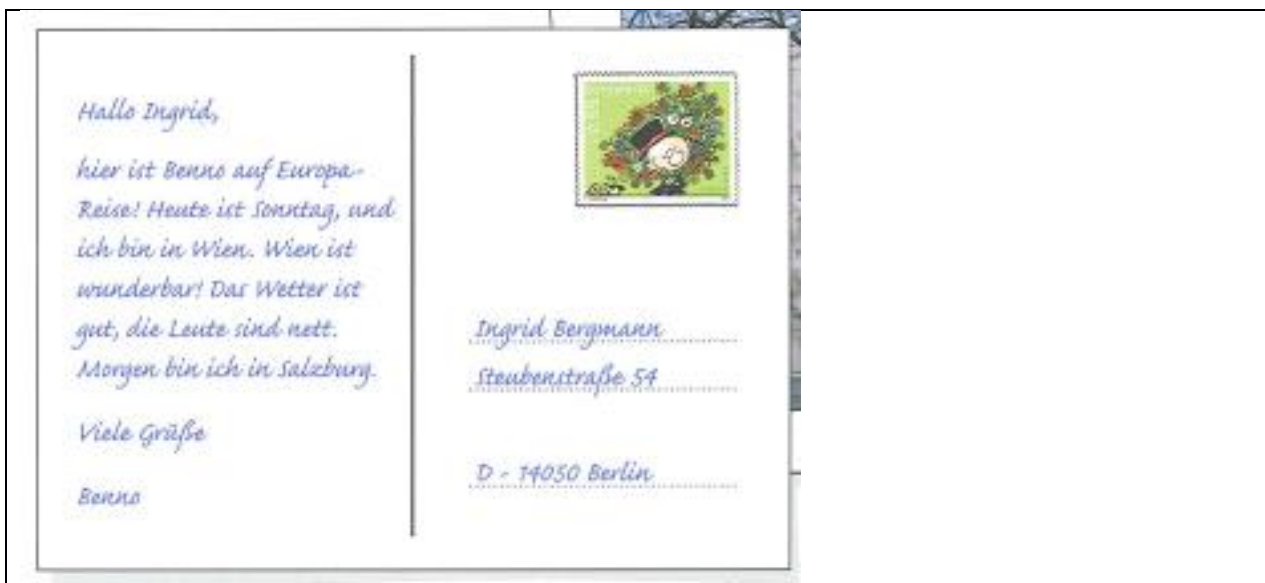 Hallo Ingrid,
hier ist Benno auf Europa-
Reise! Heute ist Sonntag, und
ich bin in Wien. Wien ist
wunderbar! Das Wetter ist
gut, die Leute sind nett.
Morgen bin ich in Salzburg.
Viele Grüße
Benno
Ingrid Bergmann
Steubenstraße 54
D - 14050 Berlin